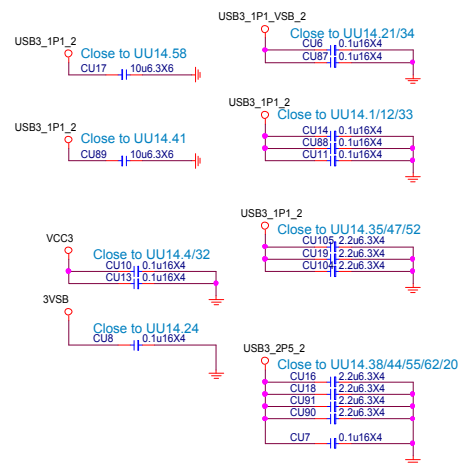 USB3_1P1_2
Close to UU14.58
CU17 10u6.3X6
USB3_1P1_2
Close to UU14.41
CU89 10u6.3X6
VCC3
Close to UU14.4/32
CU10 0.1u16X4
CU13 0.1u16X4
3VSB
Close to UU14.24
CU8 0.1u16X4
USB3_1P1_VSB_2
Close to UU14.21/34
CU6 0.1u16X4
CU87 0.1u16X4
USB3_1P1_2
Close to UU14.1/12/33
CU14 0.1u16X4
CU88 0.1u16X4
CU11 0.1u16X4
USB3_1P1_2
Close to UU14.35/47/52
CU105 2.2u6.3X4
CU19 2.2u6.3X4
CU104 2.2u6.3X4
USB3_2P5_2
Close to UU14.38/44/55/62/20
CU16 2.2u6.3X4
CU18 2.2u6.3X4
CU91 2.2u6.3X4
CU90 2.2u6.3X4
CU7 0.1u16X4